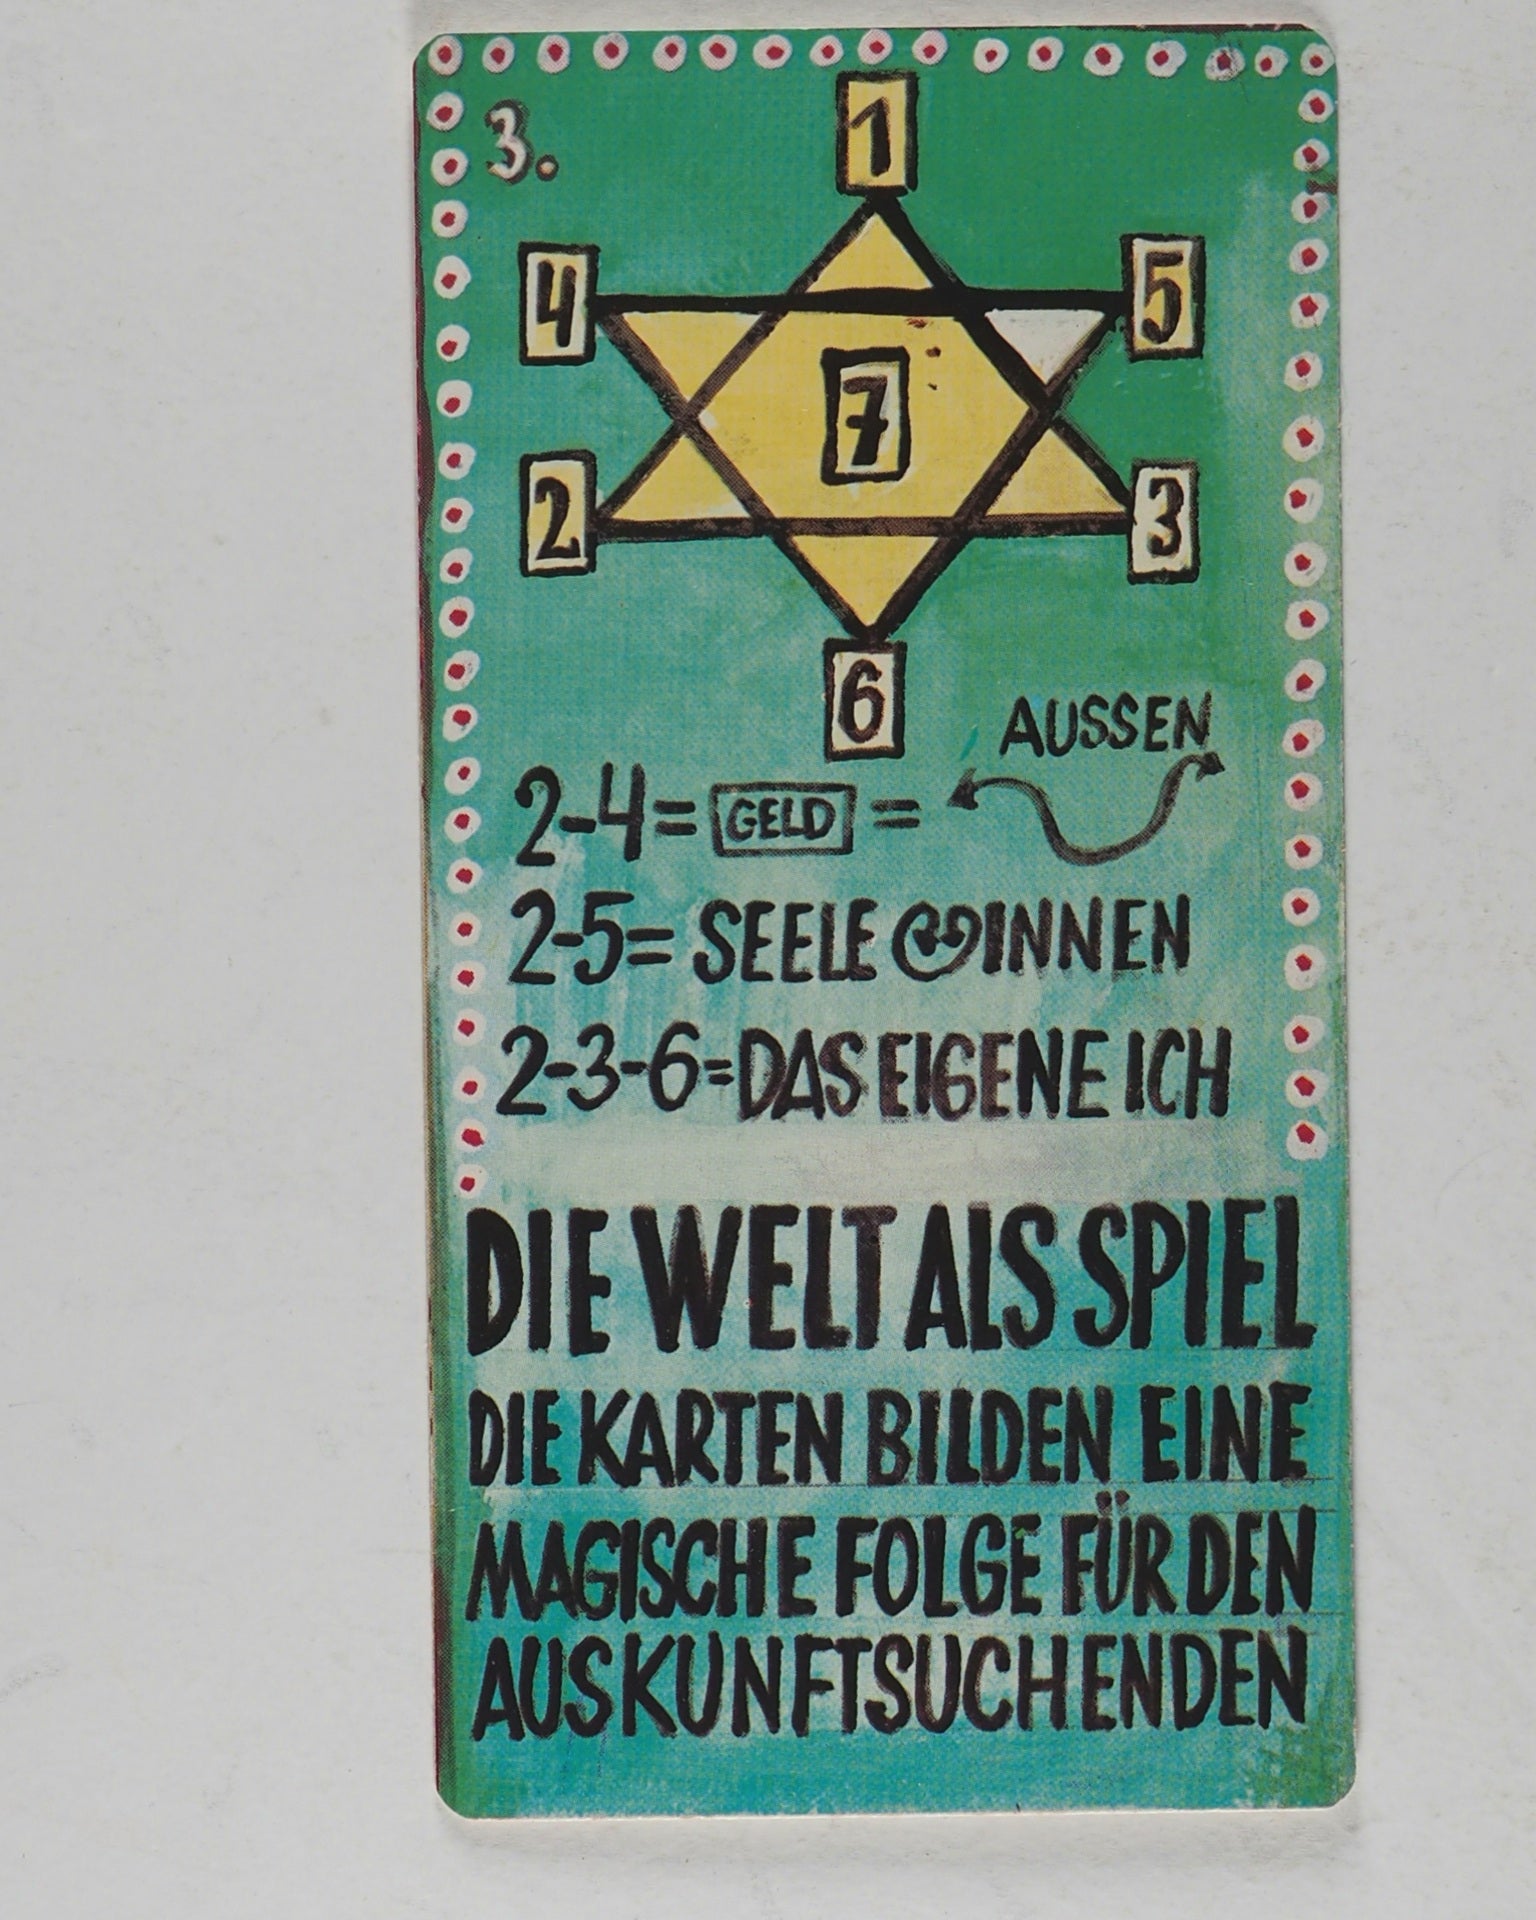 3.
1
4
5
7
2
3
6
AUSSEN
2-4= GELD =
2-5= SEELE INNEN
2-3-6=DAS EIGENE ICH
DIE WELT ALS SPIEL
DIE KARTEN BILDEN EINE
MAGISCHE FOLGE FÜR DEN
AUSKUNFTSUCHENDEN